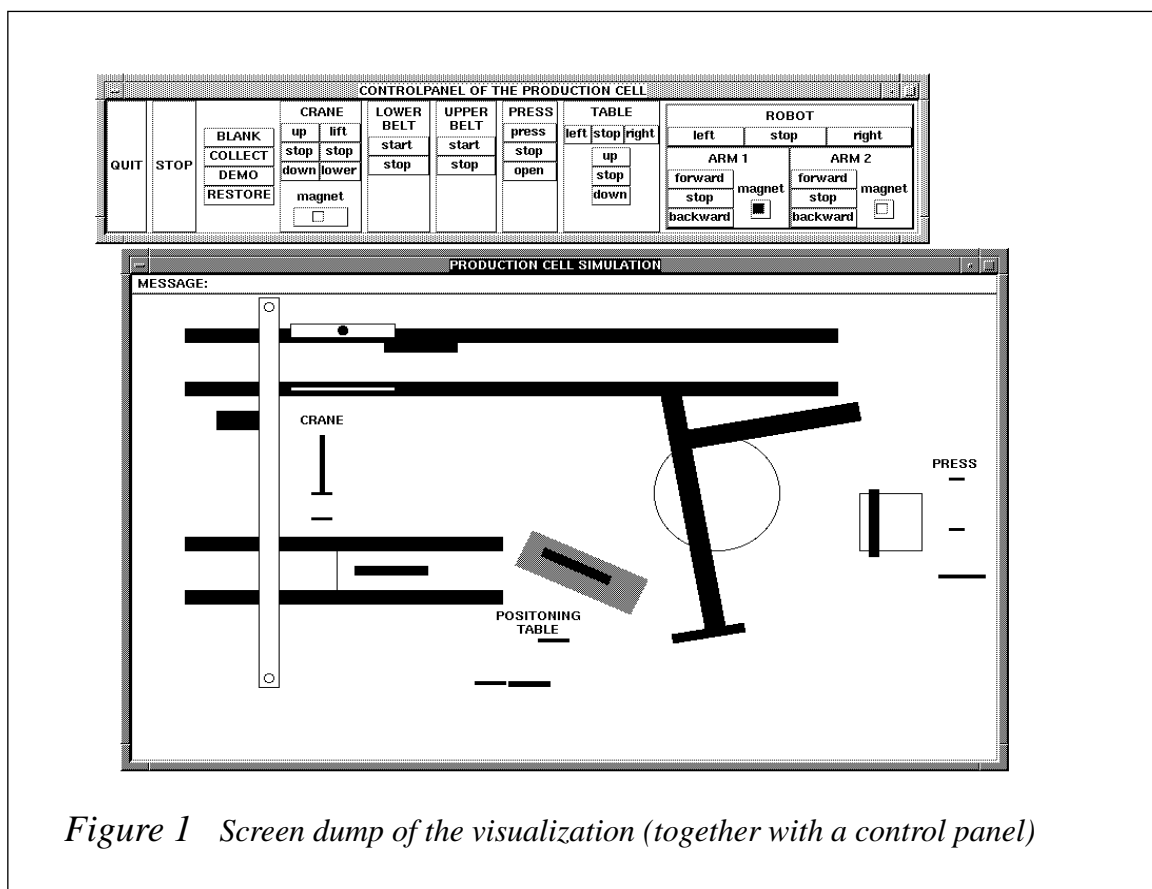 CONTROLPANEL OF THE PRODUCTION CELL
QUIT
STOP
BLANK
COLLECT
DEMO
RESTORE
CRANE
up lift
stop stop
down lower
magnet
LOWER
BELT
start
stop
UPPER
BELT
start
stop
PRESS
press
stop
open
TABLE
left stop right
up
stop
down
ROBOT
left stop right
ARM 1
forward
stop
backward
magnet
ARM 2
forward
stop
backward
magnet
PRODUCTION CELL SIMULATION
MESSAGE:
CRANE
PRESS
POSITONING
TABLE
Figure 1 Screen dump of the visualization (together with a control panel)